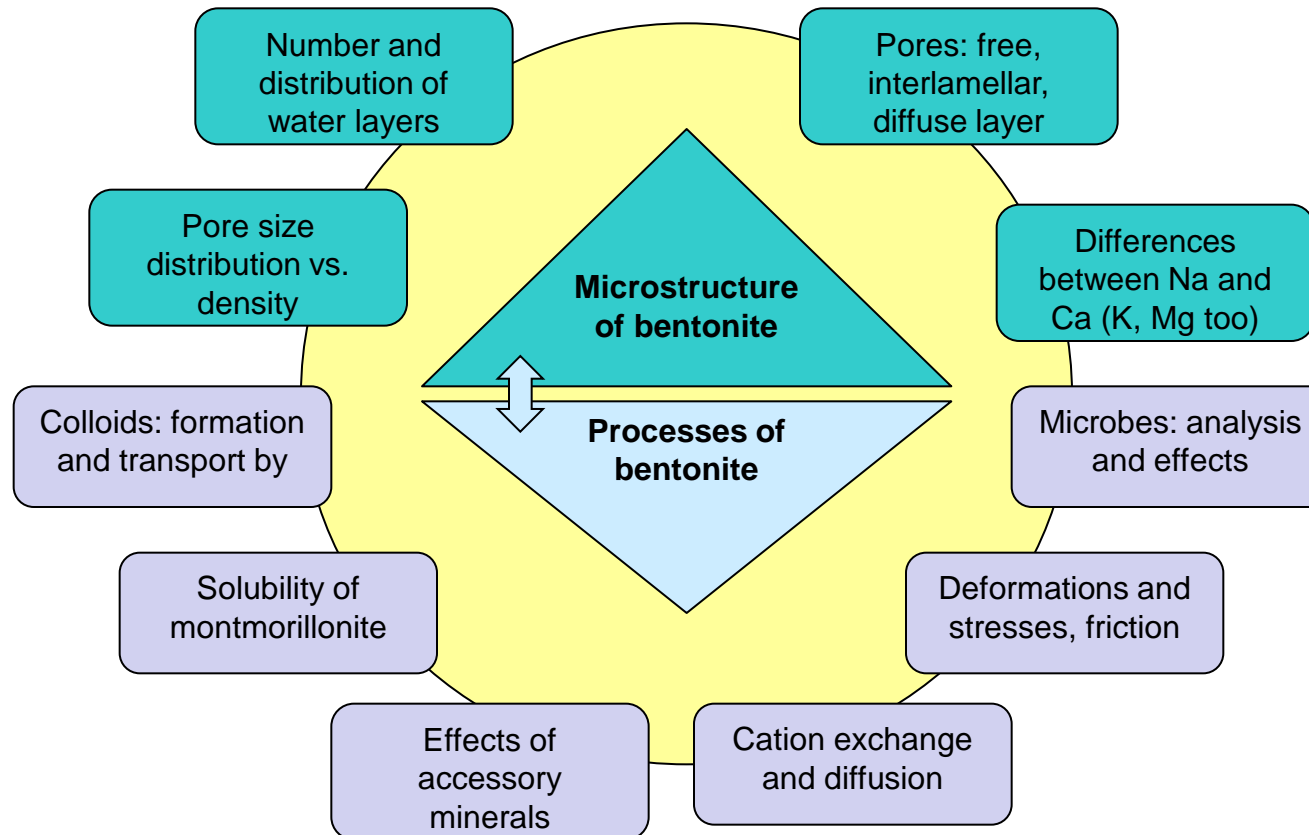 Number and
distribution of
water layers
Pores: free,
interlamellar,
diffuse layer
Pore size
distribution vs.
density
Differences
between Na and
Ca (K, Mg too)
Microstructure
of bentonite
Processes of
bentonite
Colloids: formation
and transport by
Microbes: analysis
and effects
Solubility of
montmorillonite
Deformations and
stresses, friction
Effects of
accessory
minerals
Cation exchange
and diffusion